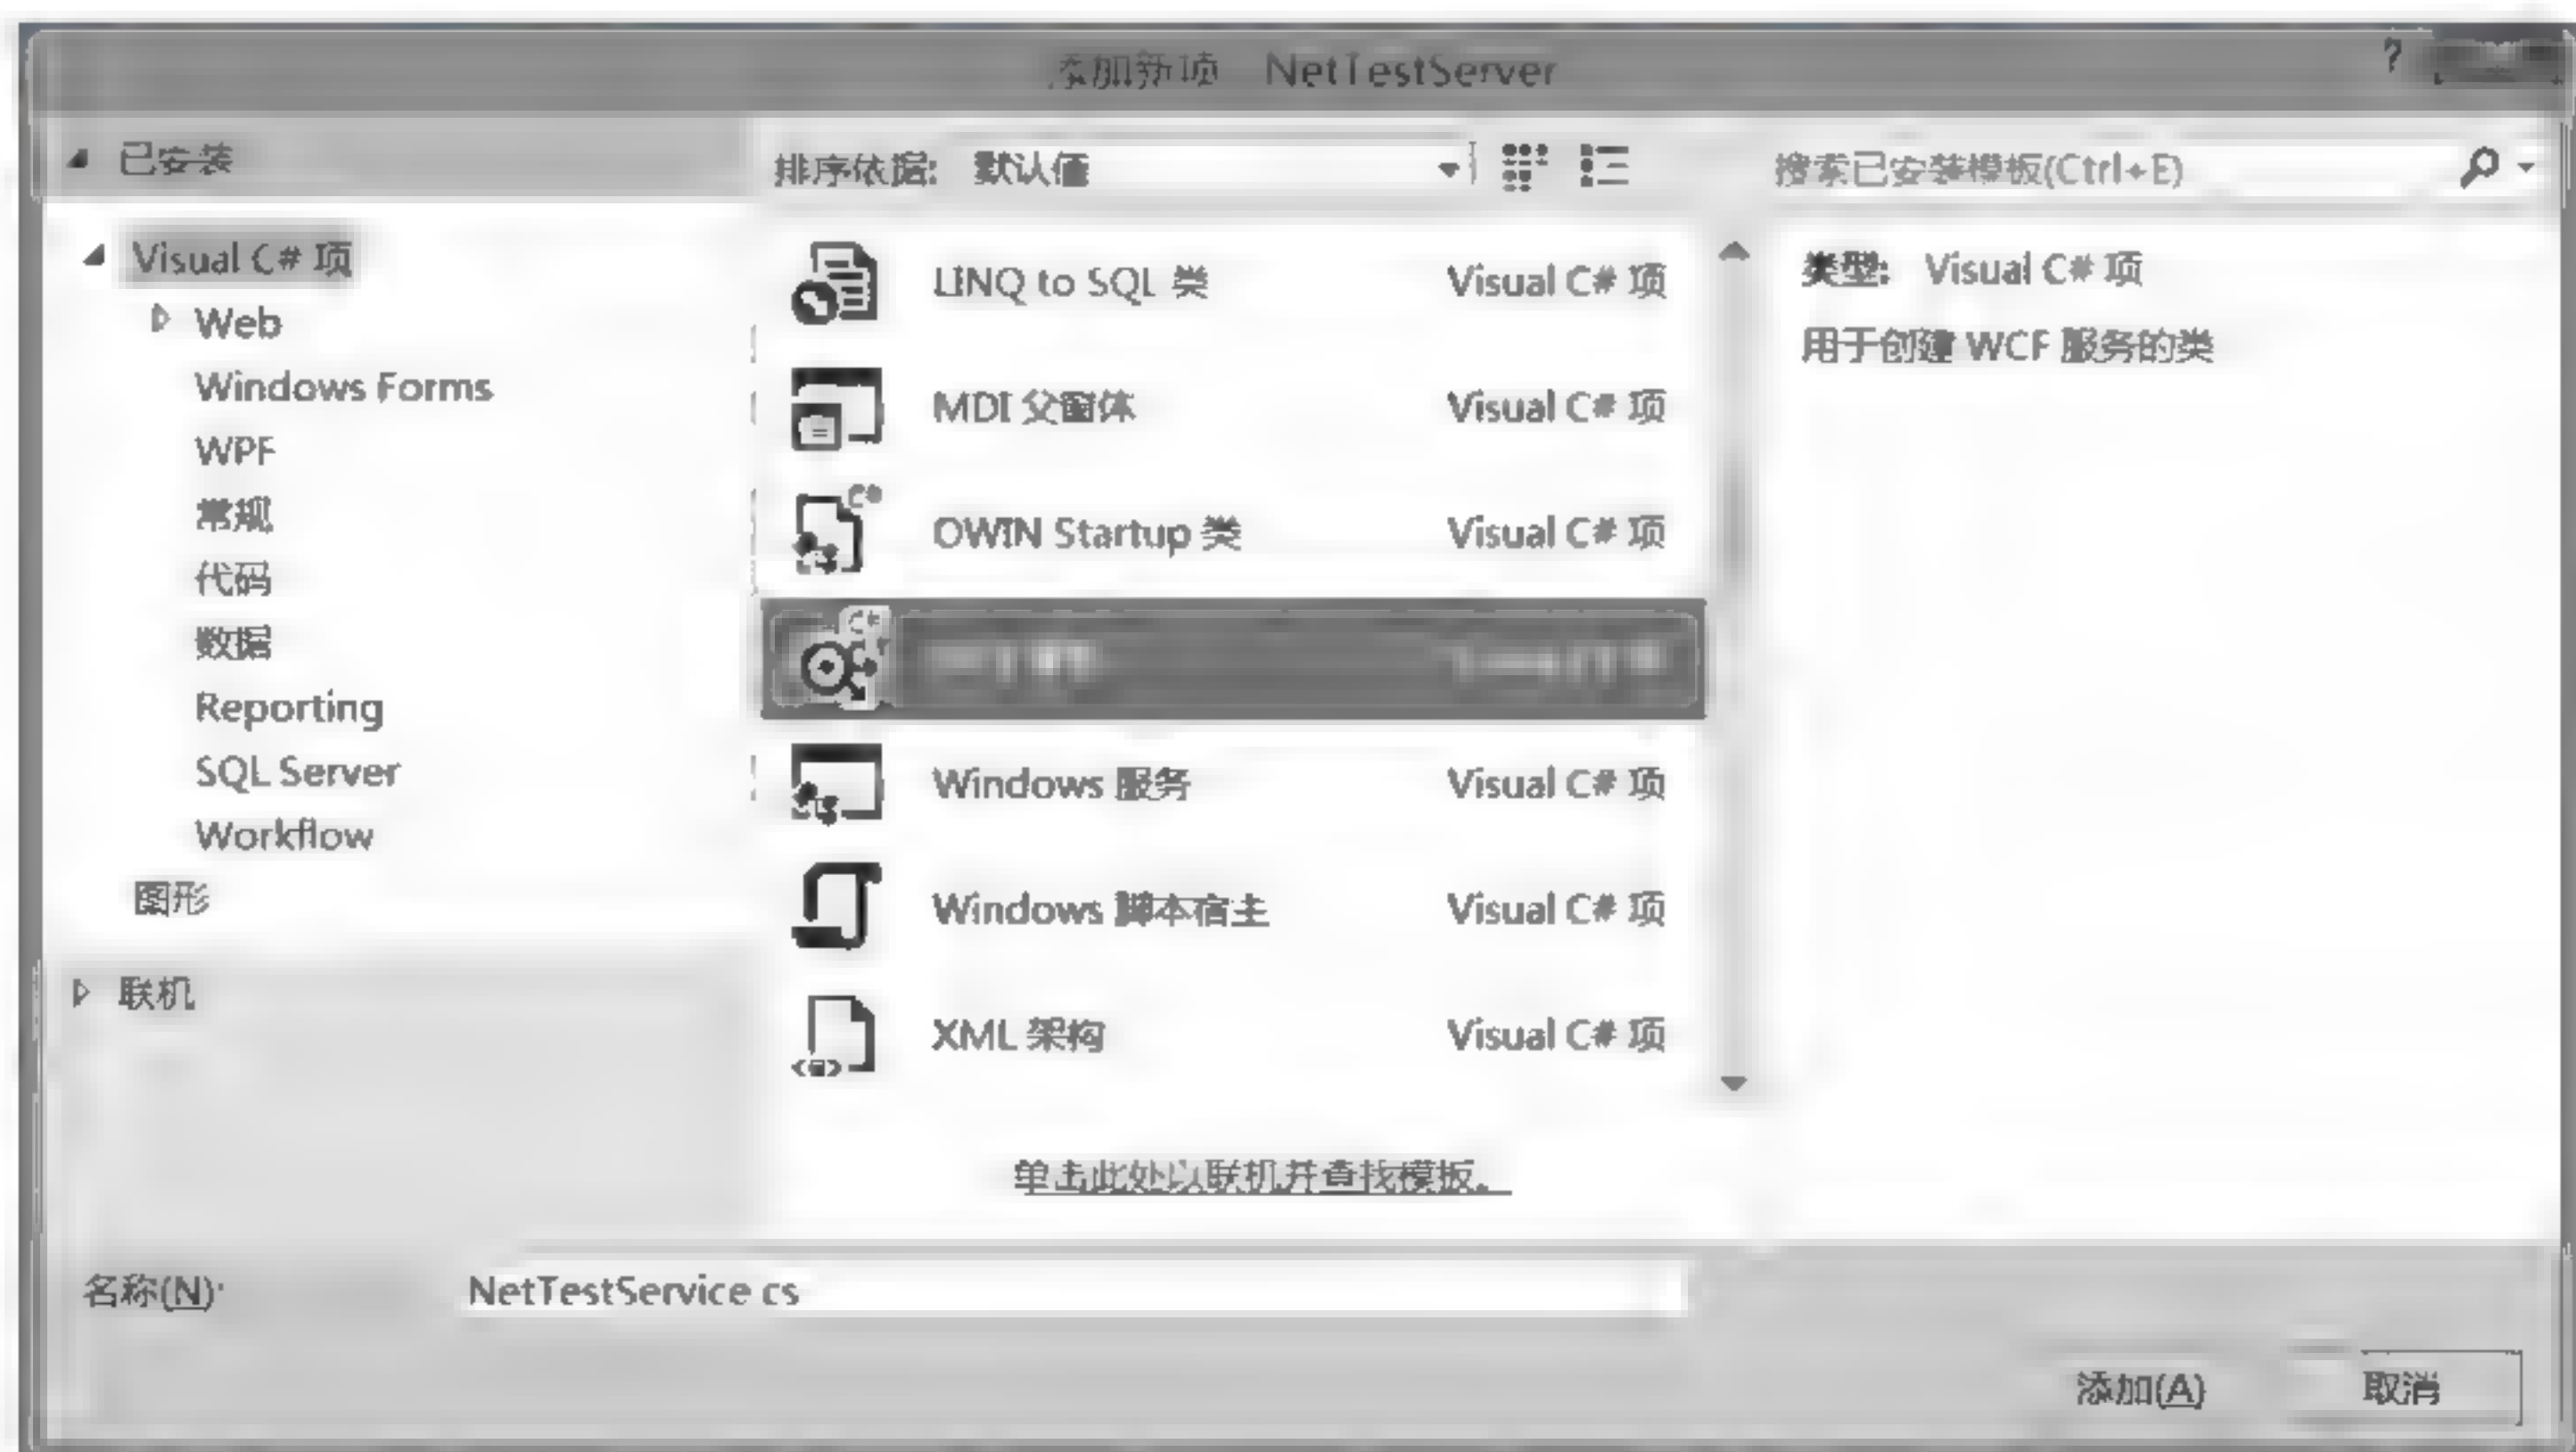 添加新项 NetTestServer ?
已安装
Visual C# 项
Web
Windows Forms
WPF
常规
代码
数据
Reporting
SQL Server
Workflow
图形
联机
排序依据: 默认值
LINQ to SQL 类 Visual C# 项
MDI 父窗体 Visual C# 项
OWIN Startup 类 Visual C# 项
Windows 服务 Visual C# 项
Windows 脚本宿主 Visual C# 项
XML 架构 Visual C# 项
单击此处以联机并查找模板。
搜索已安装模板(Ctrl+E)
类型: Visual C# 项
用于创建 WCF 服务的类
名称(N): NetTestService cs
添加(A) 取消